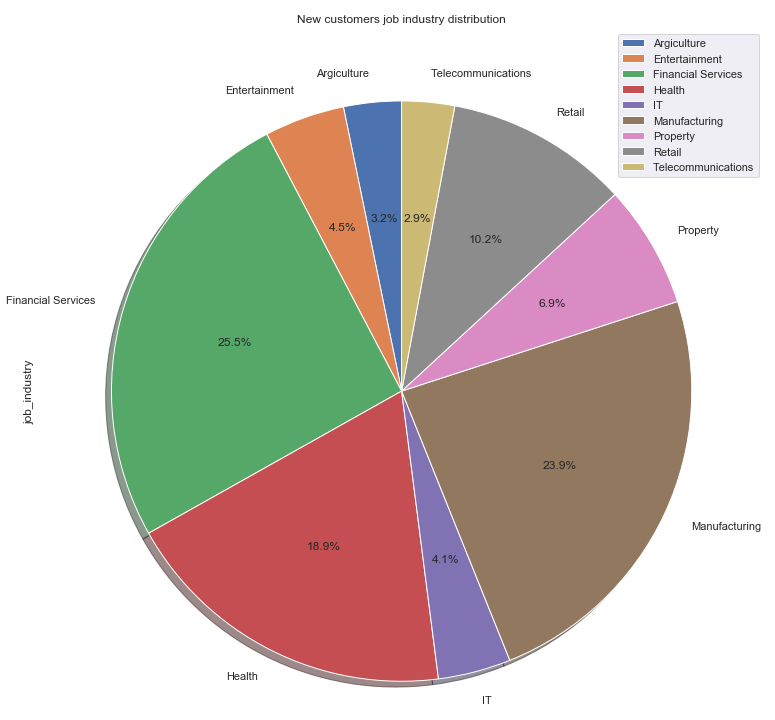 New customers job industry distribution
Argiculture
Entertainment
Financial Services
Health
IT
Manufacturing
Property
Retail
Telecommunications
Argiculture
Telecommunications
Entertainment
Retail
3.2%
2.9%
4.5%
10.2%
Property
Financial Services
6.9%
25.5%
job_industry
23.9%
Manufacturing
18.9%
4.1%
Health
IT